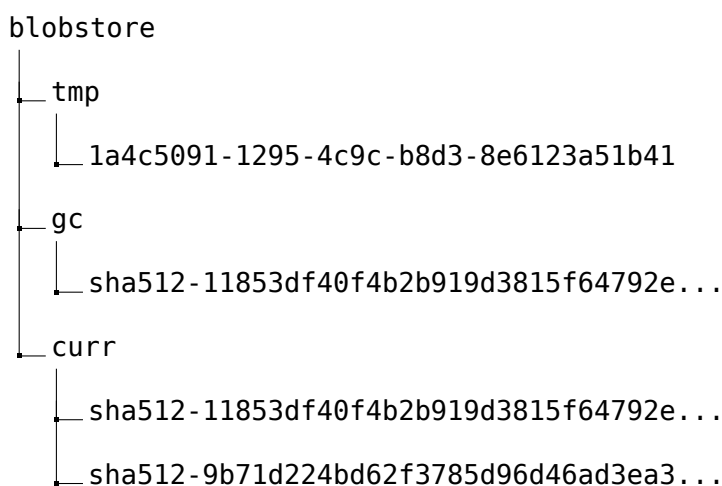 blobstore
tmp
1a4c5091-1295-4c9c-b8d3-8e6123a51b41
gc
sha512-11853df40f4b2b919d3815f64792e...
curr
sha512-11853df40f4b2b919d3815f64792e...
sha512-9b71d224bd62f3785d96d46ad3ea3...